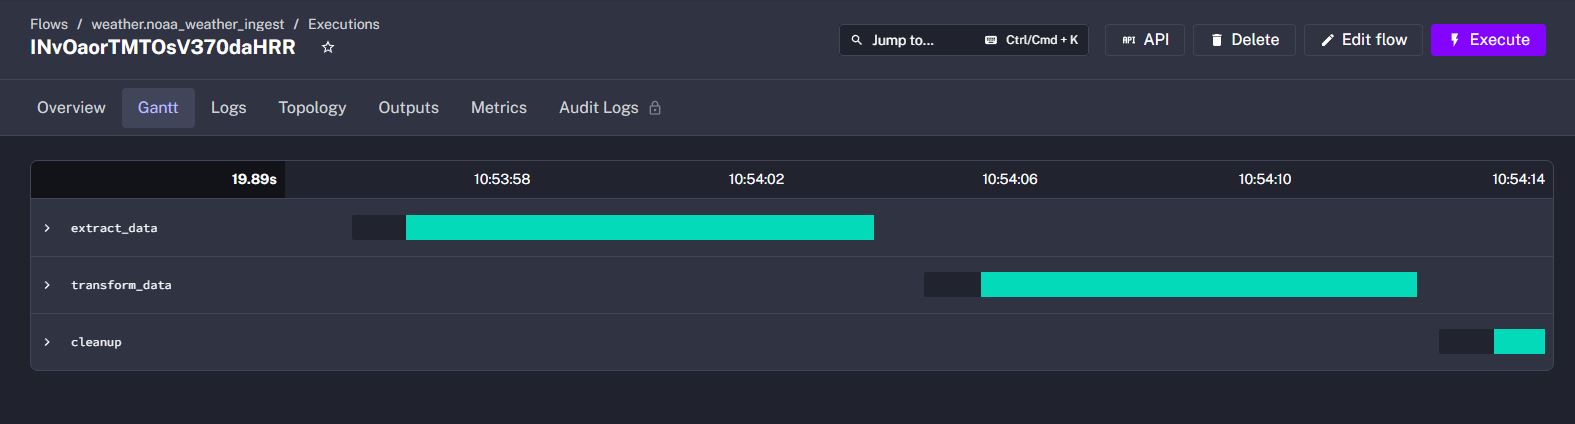 Flows / weather.noaa_weather_ingest / Executions
INvOaorTMTOsV370daHRR
Jump to... Ctrl/Cmd + K
API API
Delete
Edit flow
Execute
Overview Gantt Logs Topology Outputs Metrics Audit Logs
19.89s 10:53:58 10:54:02 10:54:06 10:54:10 10:54:14
extract_data
transform_data
cleanup